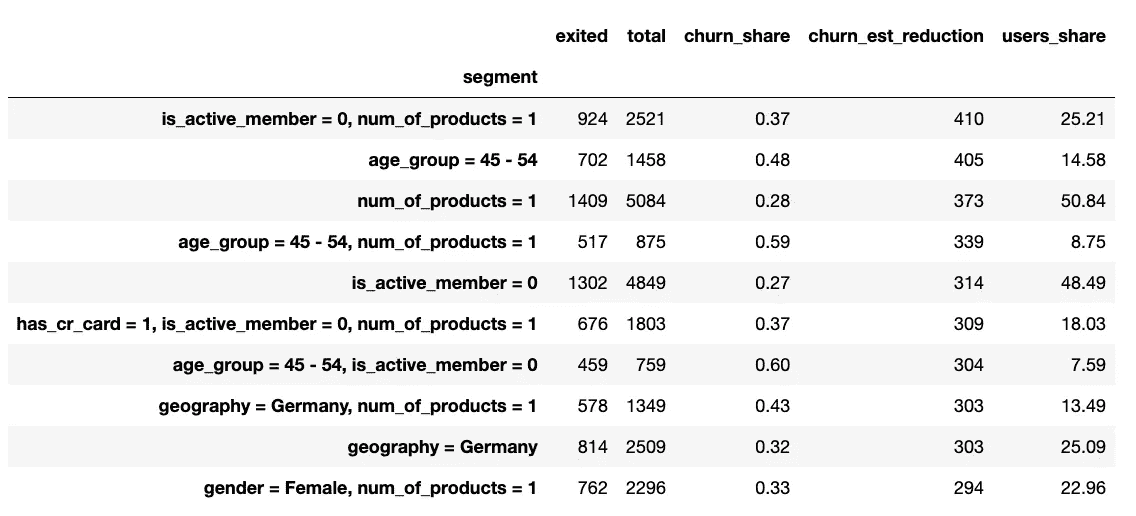 exited total churn_share churn_est_reduction users_share
segment
is_active_member = 0, num_of_products = 1 924 2521 0.37 410 25.21
age_group = 45 - 54 702 1458 0.48 405 14.58
num_of_products = 1 1409 5084 0.28 373 50.84
age_group = 45 - 54, num_of_products = 1 517 875 0.59 339 8.75
is_active_member = 0 1302 4849 0.27 314 48.49
has_cr_card = 1, is_active_member = 0, num_of_products = 1 676 1803 0.37 309 18.03
age_group = 45 - 54, is_active_member = 0 459 759 0.60 304 7.59
geography = Germany, num_of_products = 1 578 1349 0.43 303 13.49
geography = Germany 814 2509 0.32 303 25.09
gender = Female, num_of_products = 1 762 2296 0.33 294 22.96